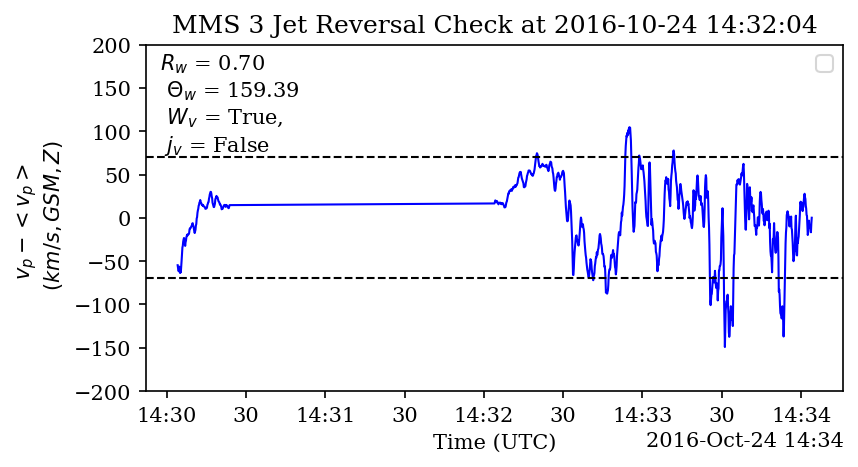 MMS 3 Jet Reversal Check at 2016-10-24 14:32:04
R_w = 0.70
Θ_w = 159.39
W_v = True,
j_v = False
200
150
100
50
0
−50
−100
−150
−200
v_p − < v_p >
(km/s, GSM, Z)
14:30 30 14:31 30 14:32 30 14:33 30 14:34
Time (UTC)
2016-Oct-24 14:34